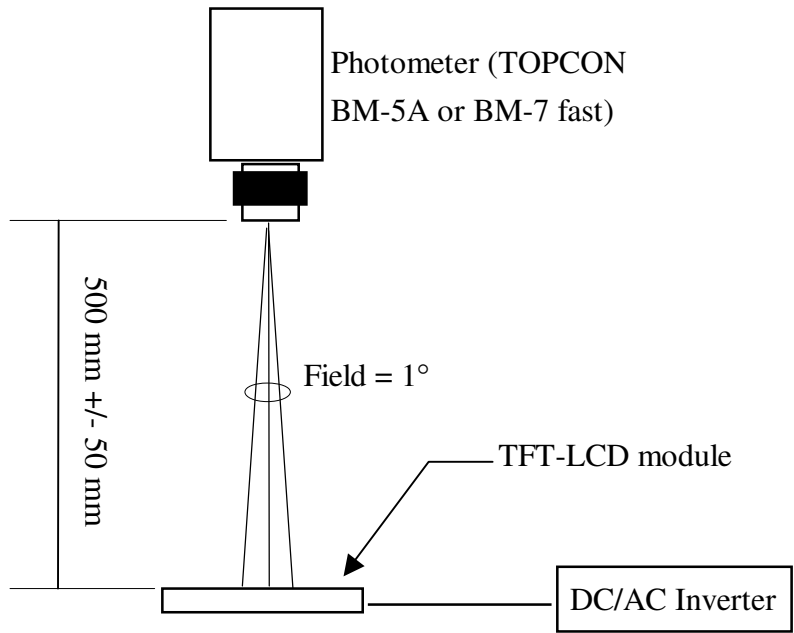 Photometer (TOPCON
BM-5A or BM-7 fast)
500 mm +/- 50 mm
Field = 1°
TFT-LCD module
DC/AC Inverter